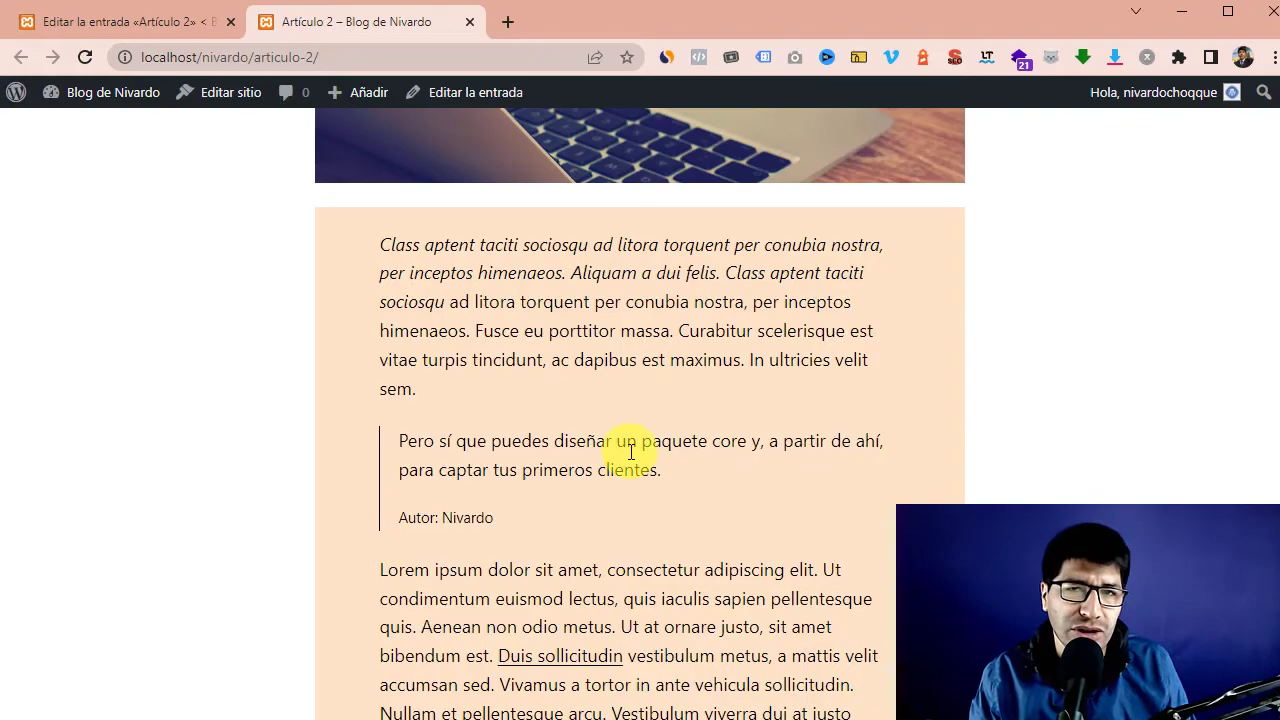 Editar la entrada «Artículo 2» < B
Artículo 2 – Blog de Nivardo
localhost/nivardo/articulo-2/
21
Blog de Nivardo
Editar sitio
0
Añadir
Editar la entrada
Hola, nivardochoqque
Class aptent taciti sociosqu ad litora torquent per conubia nostra,
per inceptos himenaeos. Aliquam a dui felis. Class aptent taciti
sociosqu ad litora torquent per conubia nostra, per inceptos
himenaeos. Fusce eu porttitor massa. Curabitur scelerisque est
vitae turpis tincidunt, ac dapibus est maximus. In ultricies velit
sem.
Pero sí que puedes diseñar un paquete core y, a partir de ahí,
para captar tus primeros clientes.
Autor: Nivardo
Lorem ipsum dolor sit amet, consectetur adipiscing elit. Ut
condimentum euismod lectus, quis iaculis sapien pellentesque
quis. Aenean non odio metus. Ut at ornare justo, sit amet
bibendum est. Duis sollicitudin vestibulum metus, a mattis velit
accumsan sed. Vivamus a tortor in ante vehicula sollicitudin.
Nullam et pellentesque arcu. Vestibulum viverra dui at justo